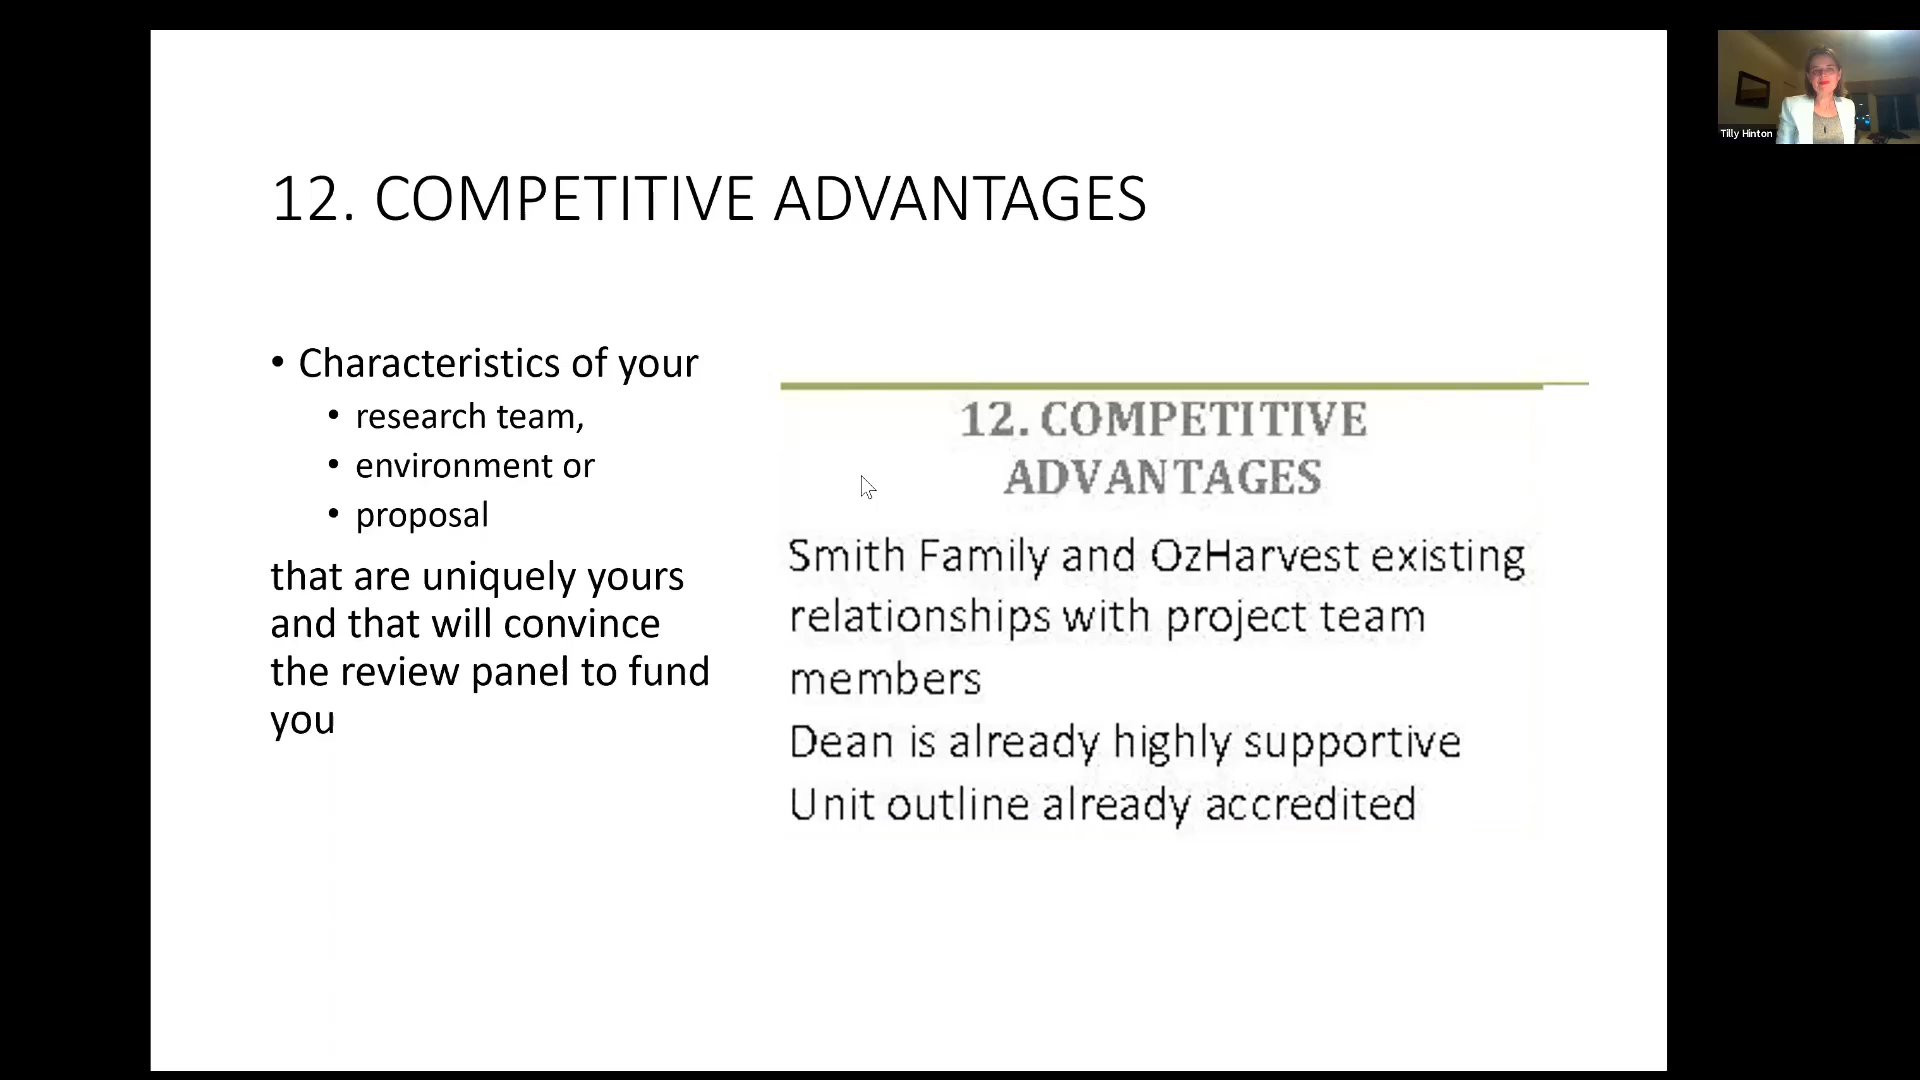 12. COMPETITIVE ADVANTAGES
• Characteristics of your
• research team,
• environment or
• proposal
that are uniquely yours
and that will convince
the review panel to fund
you
12. COMPETITIVE
ADVANTAGES
Smith Family and OzHarvest existing
relationships with project team
members
Dean is already highly supportive
Unit outline already accredited
Tilly Hinton